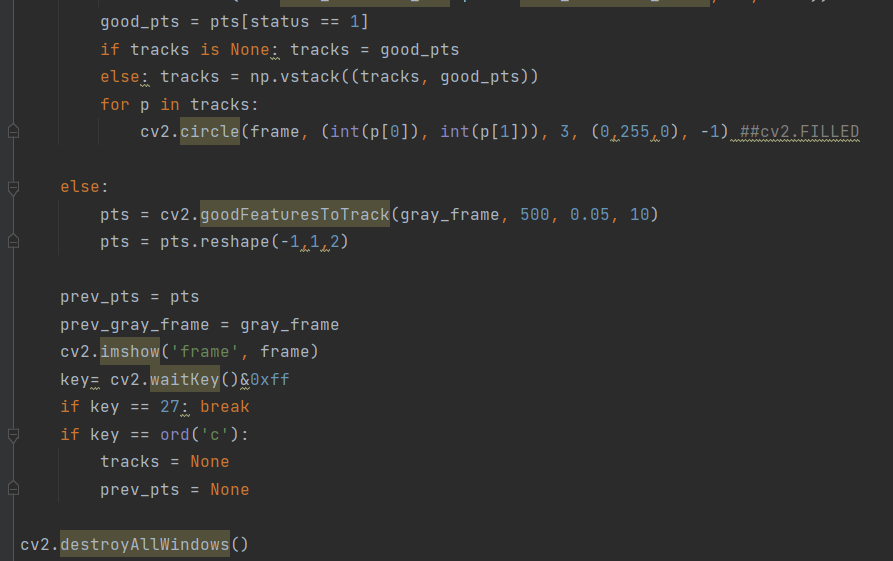 good_pts = pts[status == 1]
if tracks is None: tracks = good_pts
else: tracks = np.vstack((tracks, good_pts))
for p in tracks:
cv2.circle(frame, (int(p[0]), int(p[1])), 3, (0,255,0), -1) ##cv2.FILLED
else:
pts = cv2.goodFeaturesToTrack(gray_frame, 500, 0.05, 10)
pts = pts.reshape(-1,1,2)
prev_pts = pts
prev_gray_frame = gray_frame
cv2.imshow('frame', frame)
key= cv2.waitKey()&0xff
if key == 27: break
if key == ord('c'):
tracks = None
prev_pts = None
cv2.destroyAllWindows()